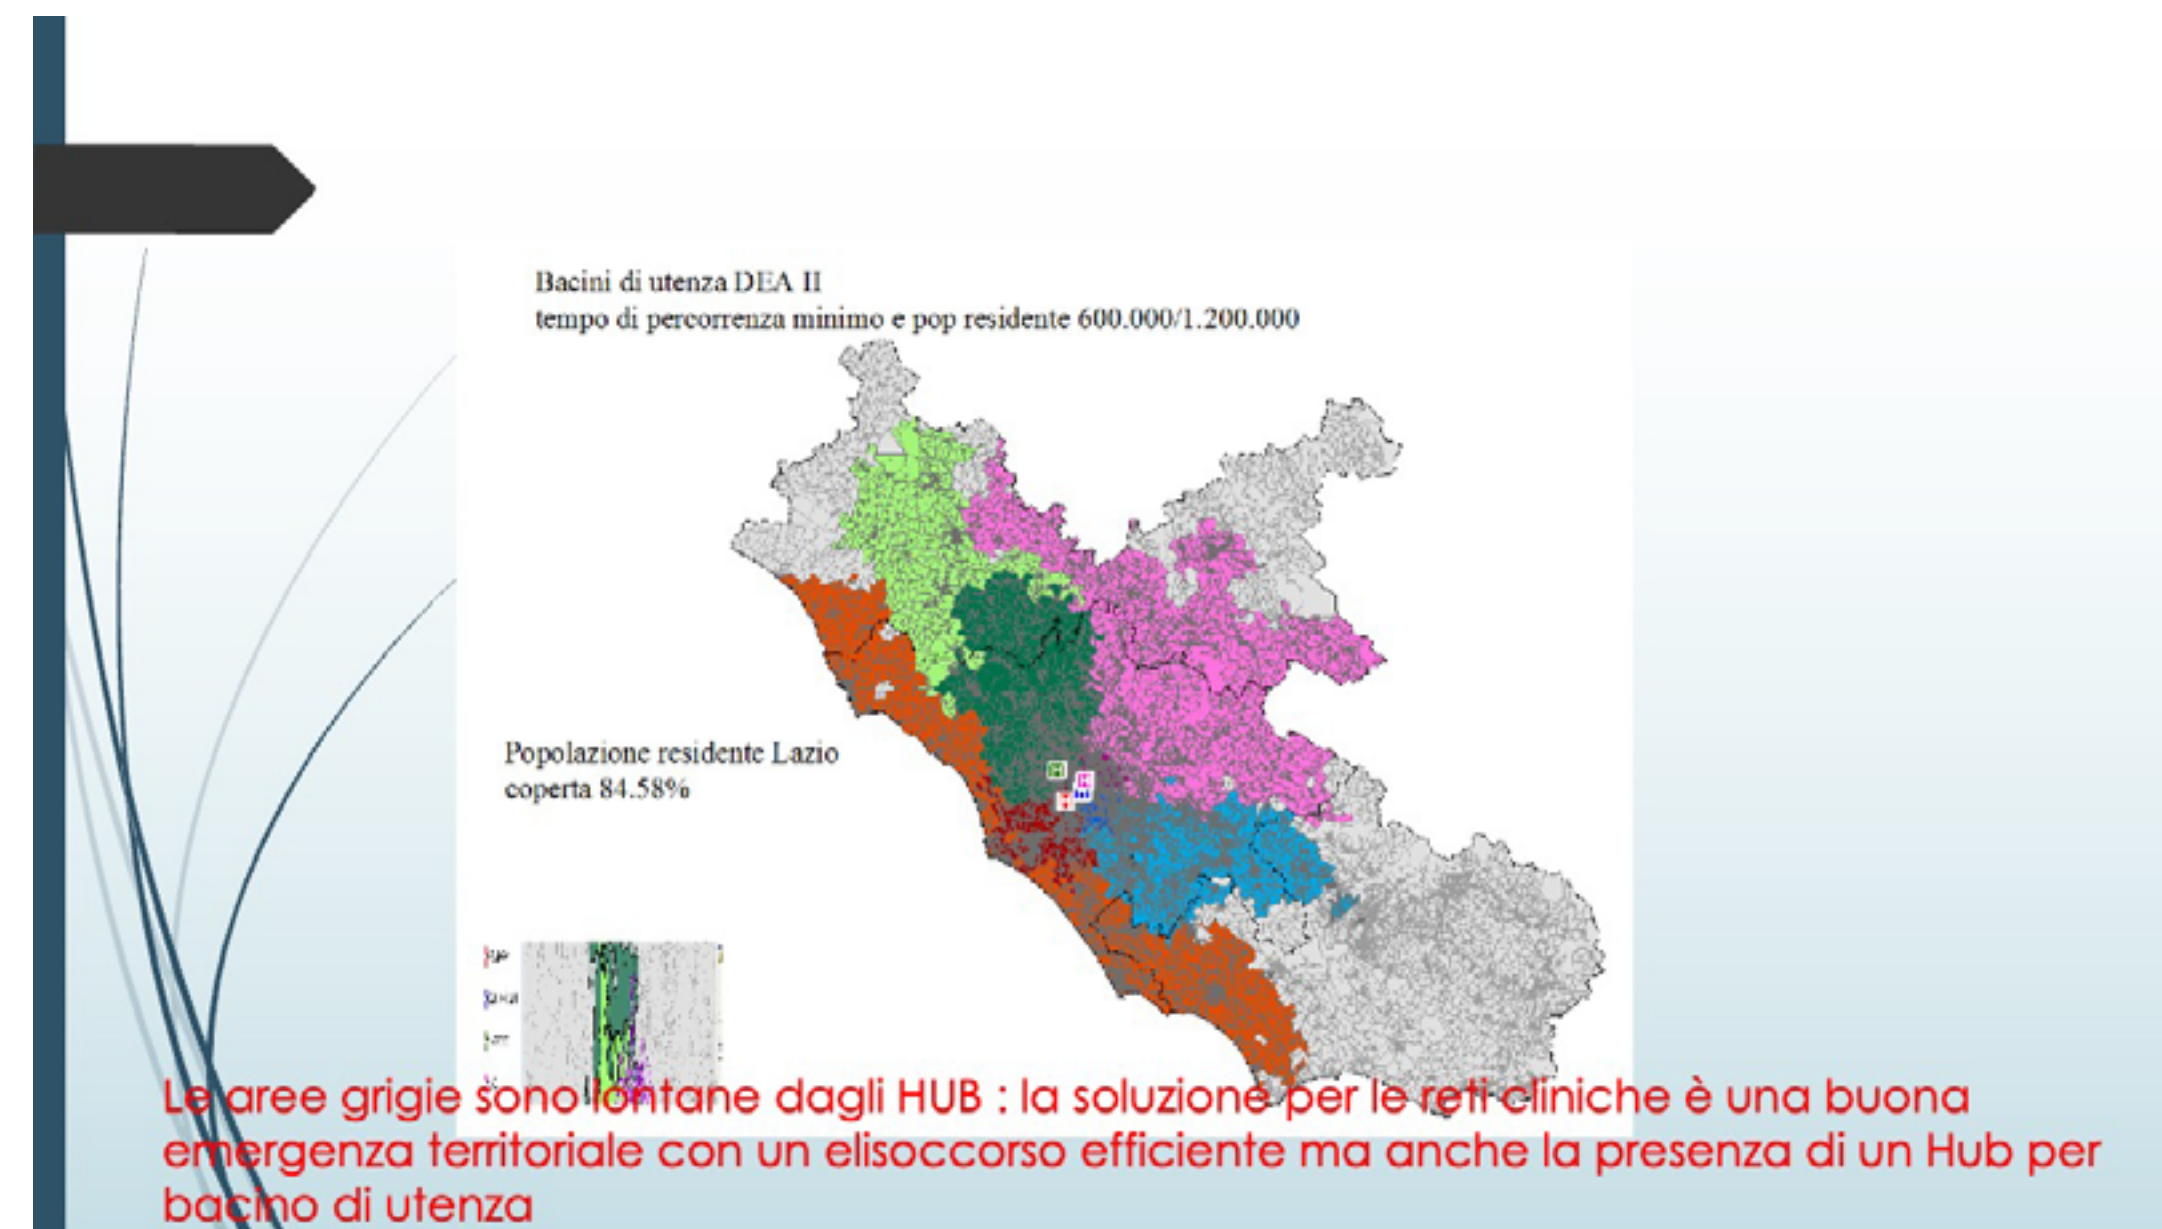 Bacini di utenza DEA II
tempo di percorrenza minimo e pop residente 600.000/1.200.000
Popolazione residente Lazio
coperta 84.58%
H
H
Le aree grigie sono lontane dagli HUB : la soluzione per le reti cliniche è una buona
emergenza territoriale con un elisoccorso efficiente ma anche la presenza di un Hub per
bacino di utenza